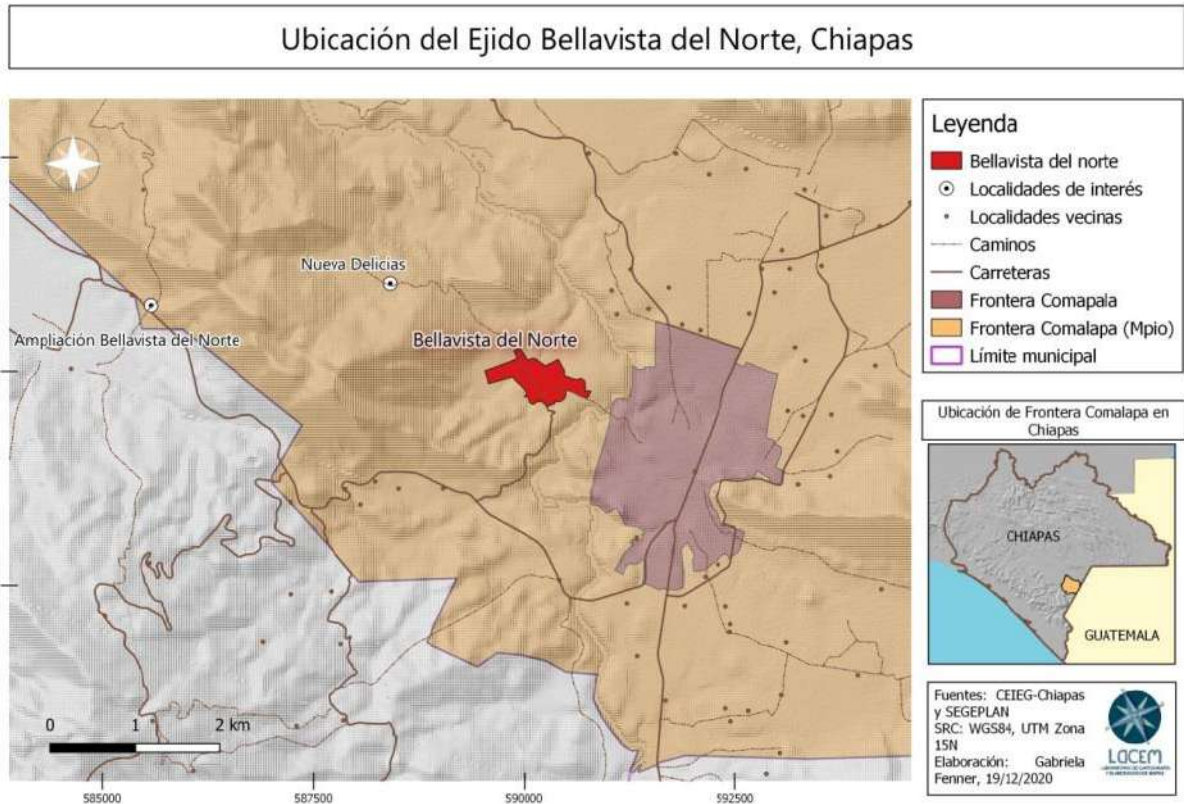 Ubicación del Ejido Bellavista del Norte, Chiapas
Nueva Delicias
Ampliación Bellavista del Norte
Bellavista del Norte
0 1 2 km
585000 587500 590000 592500
Leyenda
Bellavista del norte
Localidades de interés
Localidades vecinas
Caminos
Carreteras
Frontera Comapala
Frontera Comalapa (Mpio)
Límite municipal
Ubicación de Frontera Comalapa en
Chiapas
CHIAPAS
GUATEMALA
Fuentes: CEIEG-Chiapas
y SEGEPLAN
SRC: WGS84, UTM Zona
15N
Elaboración: Gabriela
Fenner, 19/12/2020
LACEM